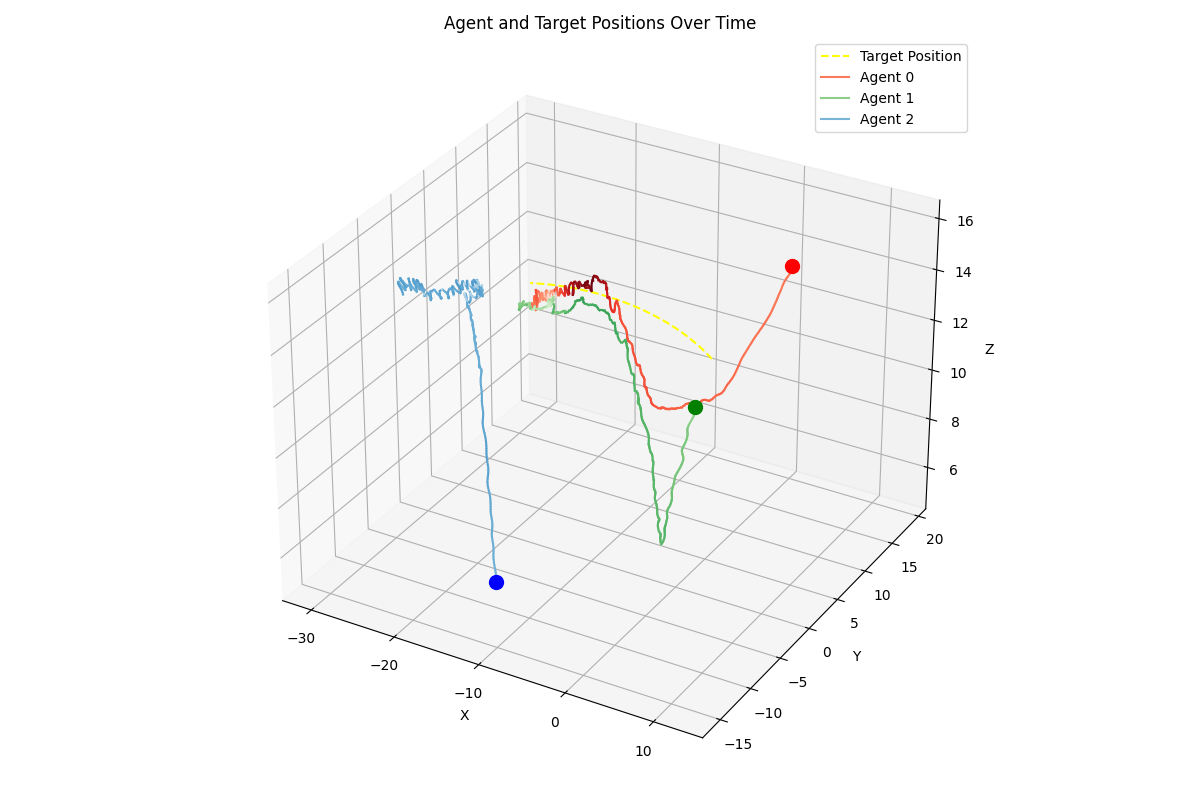 Agent and Target Positions Over Time
Target Position
Agent 0
Agent 1
Agent 2
16
14
12
10
8
6
Z
20
15
10
5
0
−5
−10
−15
Y
−30
−20
−10
0
10
X